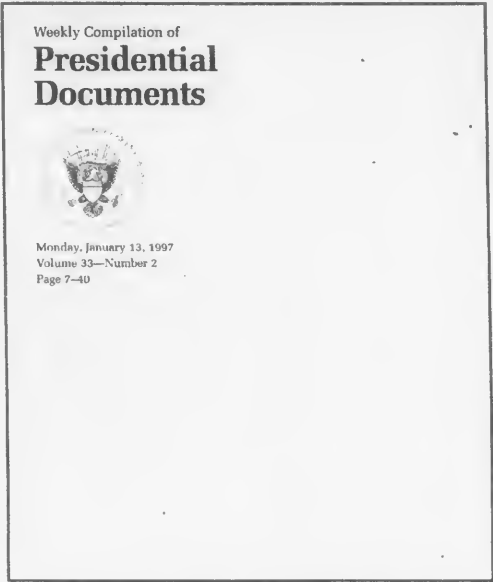 Weekly Compilation of
Presidential
Documents
Monday, January 13, 1997
Volume 33—Number 2
Page 7–40